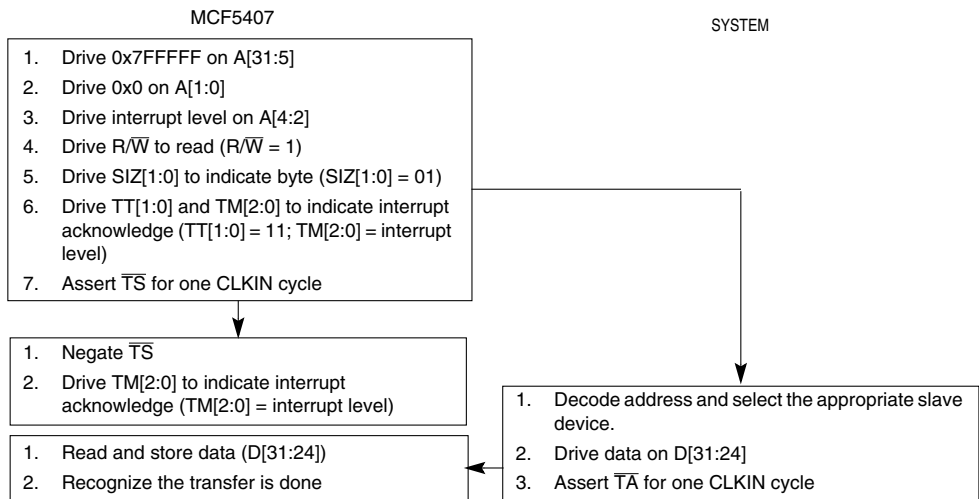 MCF5407
SYSTEM
1. Drive 0x7FFFFF on A[31:5]
2. Drive 0x0 on A[1:0]
3. Drive interrupt level on A[4:2]
4. Drive R/W̅ to read (R/W̅ = 1)
5. Drive SIZ[1:0] to indicate byte (SIZ[1:0] = 01)
6. Drive TT[1:0] and TM[2:0] to indicate interrupt
acknowledge (TT[1:0] = 11; TM[2:0] = interrupt
level)
7. Assert T̅S̅ for one CLKIN cycle
1. Negate T̅S̅
2. Drive TM[2:0] to indicate interrupt
acknowledge (TM[2:0] = interrupt level)
1. Decode address and select the appropriate slave
device.
2. Drive data on D[31:24]
3. Assert T̅A̅ for one CLKIN cycle
1. Read and store data (D[31:24])
2. Recognize the transfer is done